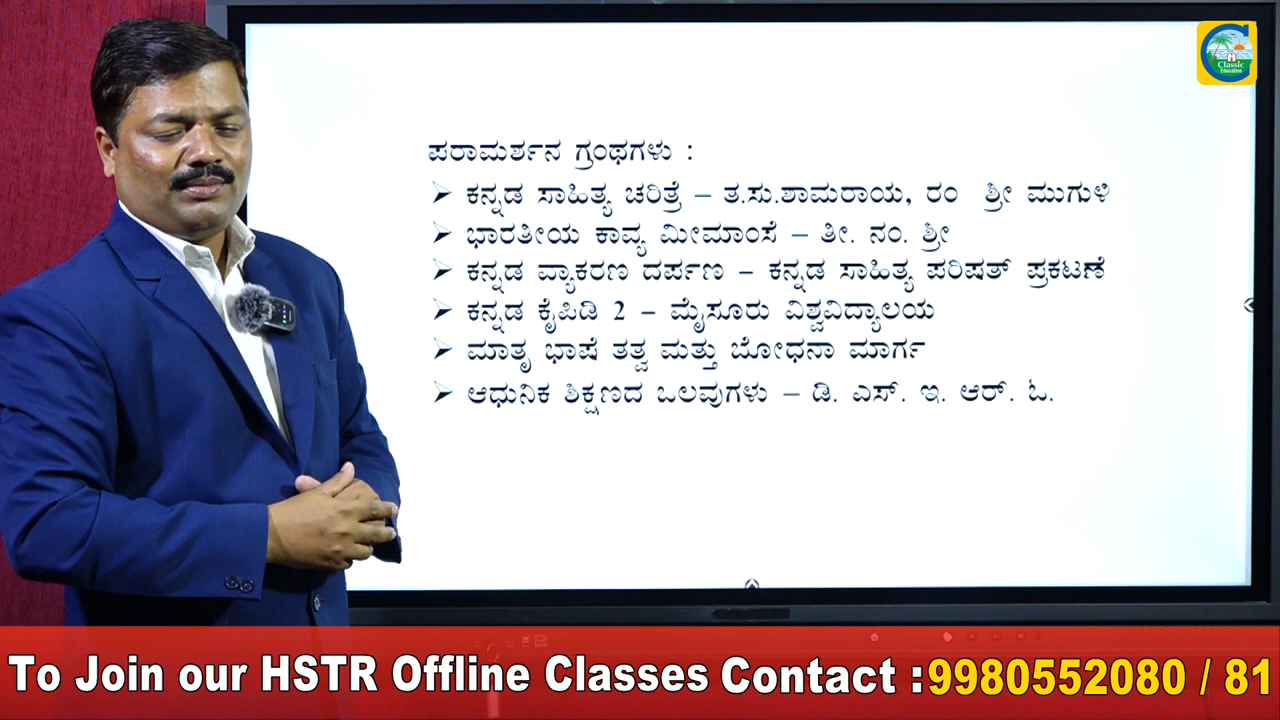 Classic
Education
ಪರಾಮರ್ಶನ ಗ್ರಂಥಗಳು :
➢ ಕನ್ನಡ ಸಾಹಿತ್ಯ ಚರಿತ್ರೆ – ತ.ಸು.ಶಾಮರಾಯ, ರಂ ಶ್ರೀ ಮುಗುಳಿ
➢ ಭಾರತೀಯ ಕಾವ್ಯ ಮೀಮಾಂಸೆ – ತೀ. ನಂ. ಶ್ರೀ
➢ ಕನ್ನಡ ವ್ಯಾಕರಣ ದರ್ಪಣ – ಕನ್ನಡ ಸಾಹಿತ್ಯ ಪರಿಷತ್ ಪ್ರಕಟಣೆ
➢ ಕನ್ನಡ ಕೈಪಿಡಿ 2 – ಮೈಸೂರು ವಿಶ್ವವಿದ್ಯಾಲಯ
➢ ಮಾತೃ ಭಾಷೆ ತತ್ವ ಮತ್ತು ಬೋಧನಾ ಮಾರ್ಗ
➢ ಆಧುನಿಕ ಶಿಕ್ಷಣದ ಒಲವುಗಳು – ಡಿ. ಎಸ್. ಇ. ಆರ್. ಓ.
To Join our HSTR Offline Classes Contact :9980552080 / 81